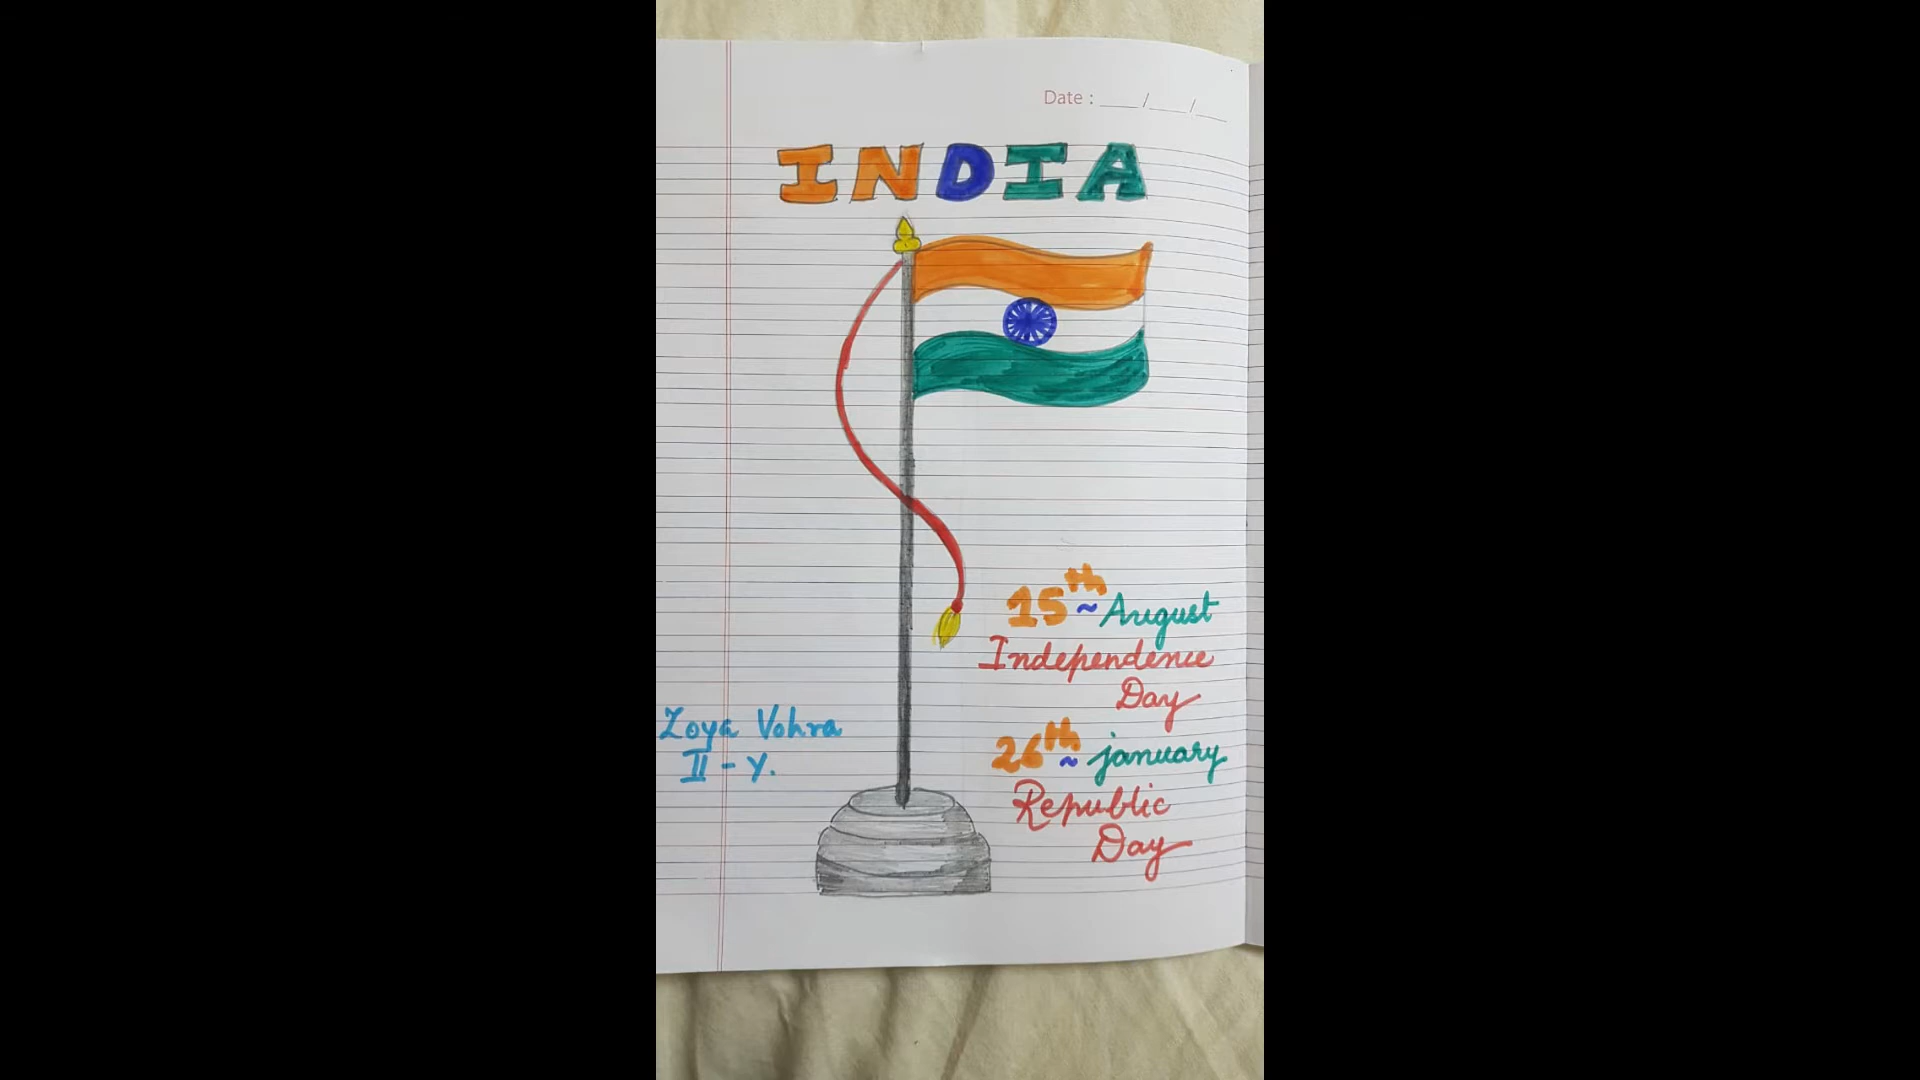 Date : ___/___/___
INDIA
15th ~ August
Independence
Day
Zoya Vohra
II - Y.
26th ~ january
Republic
Day